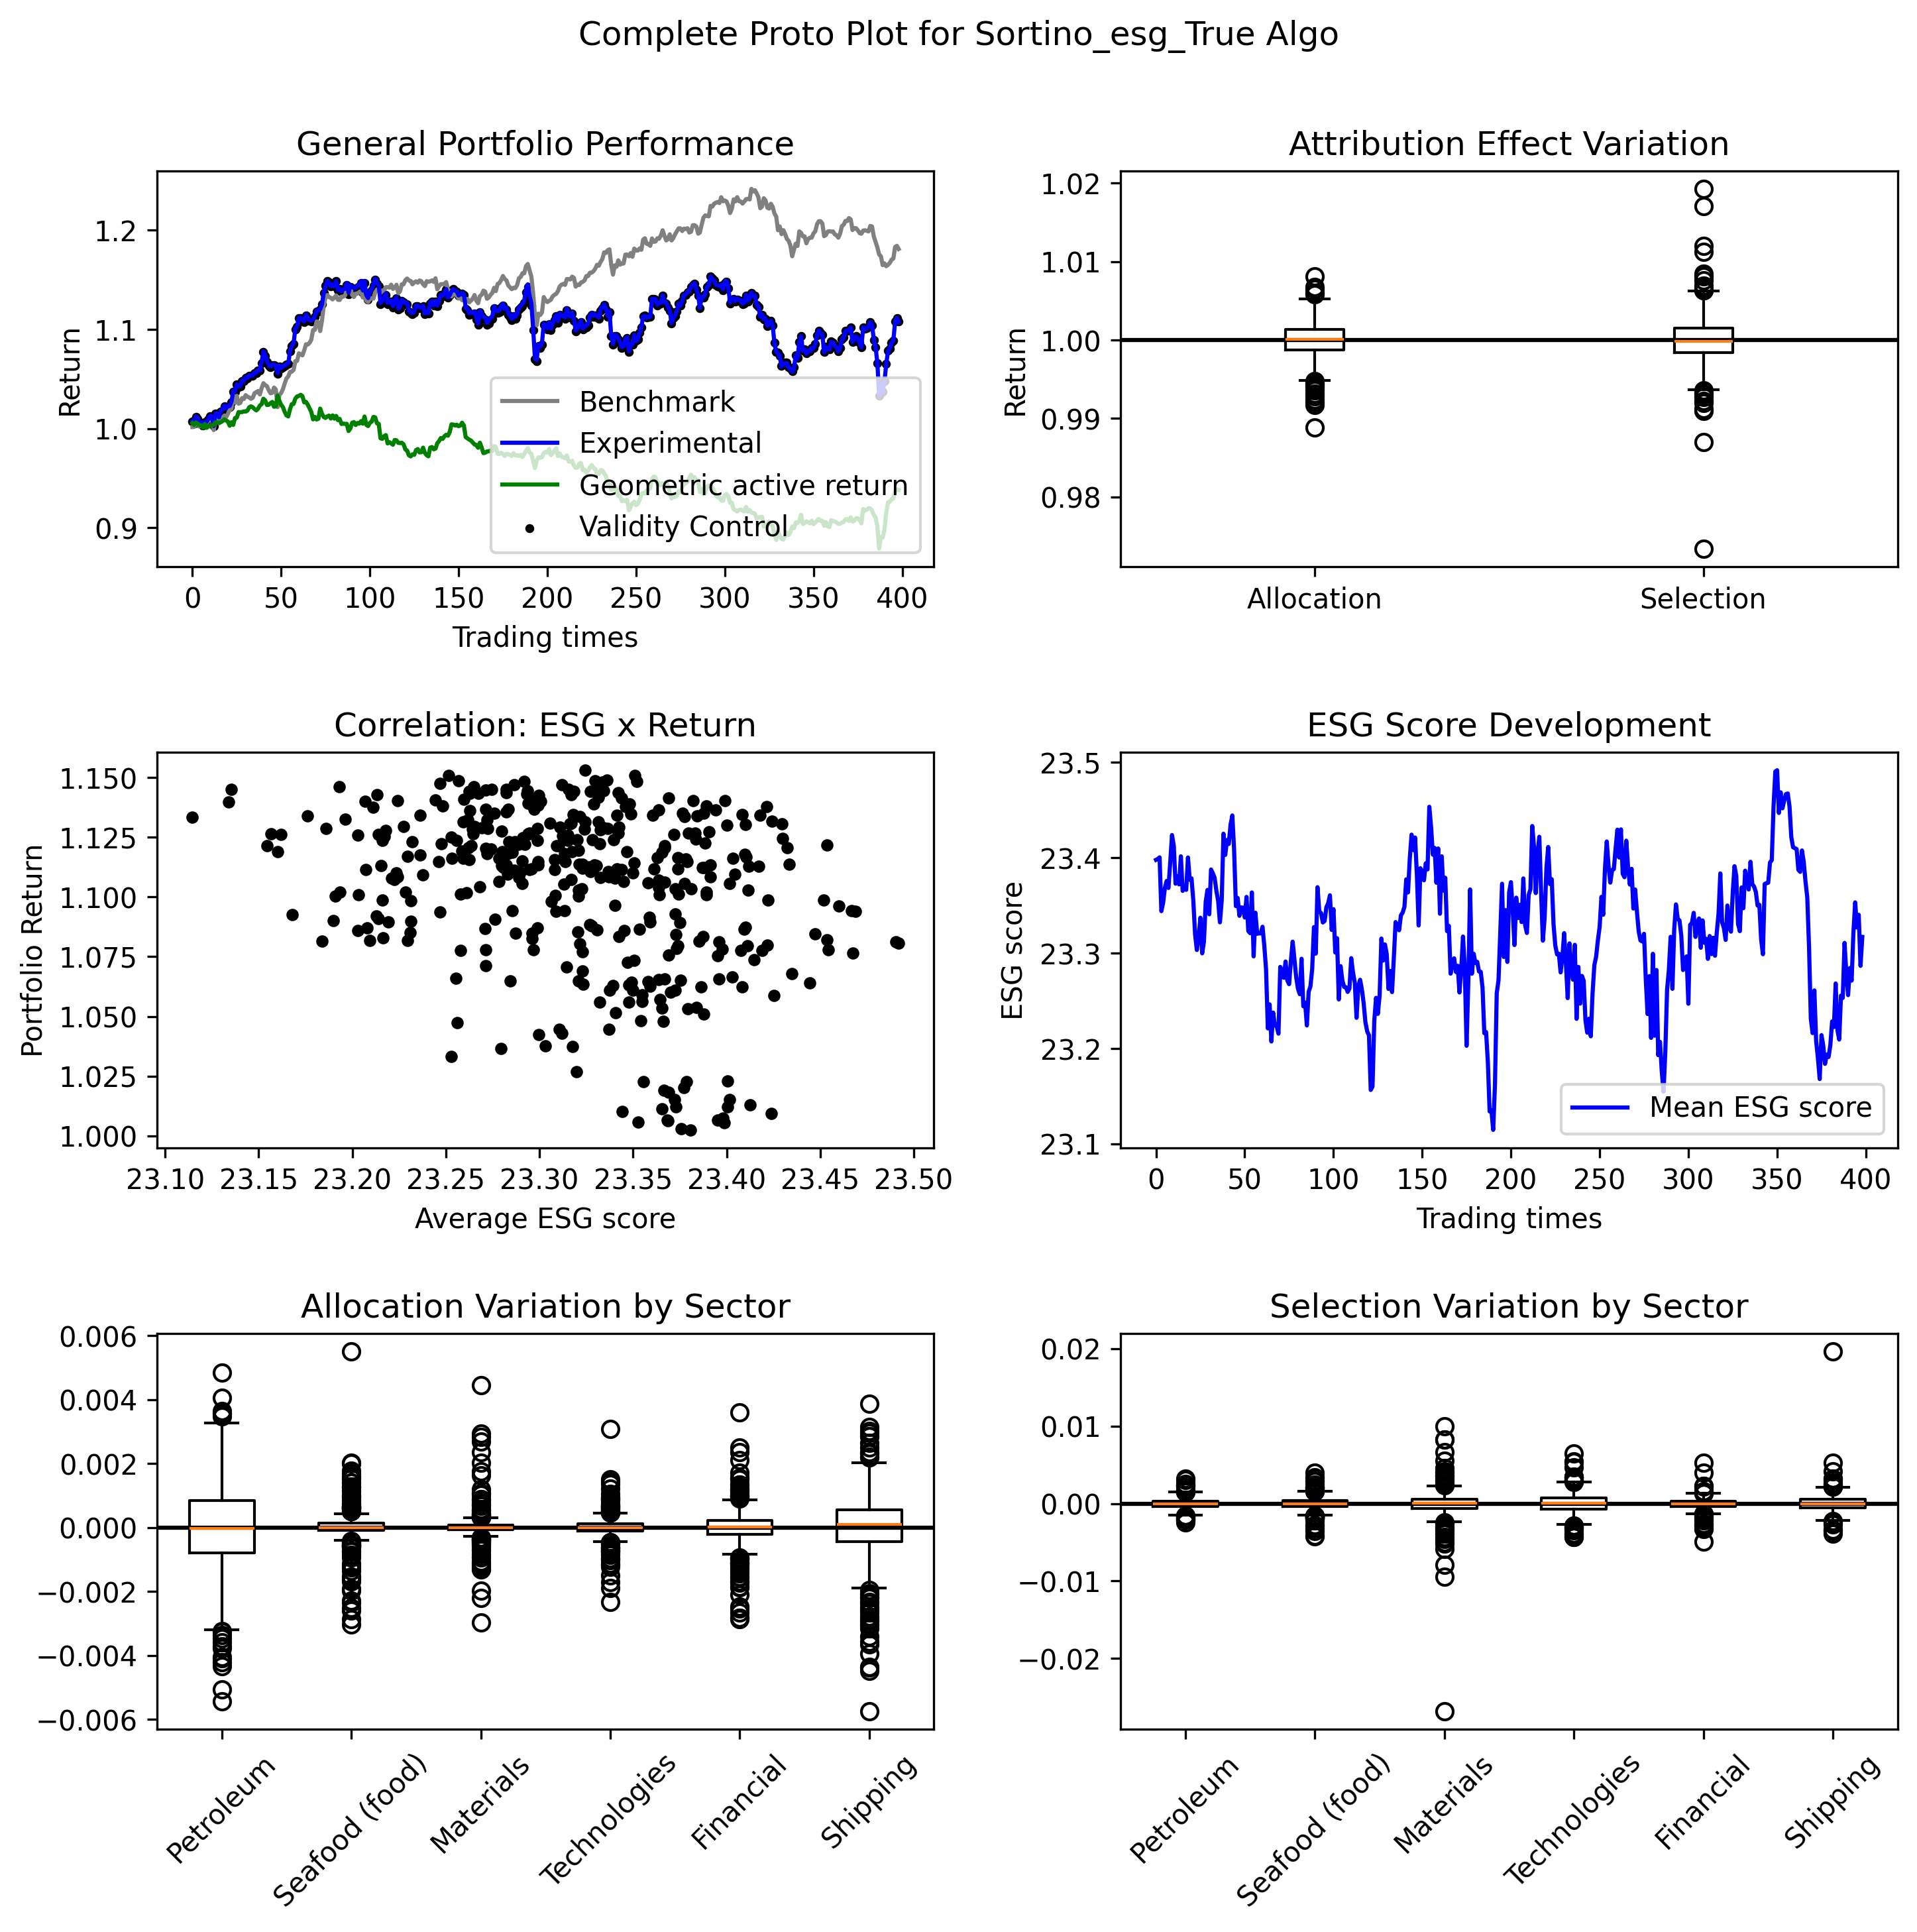 Complete Proto Plot for Sortino_esg_True Algo
General Portfolio Performance
Return
1.2
1.1
1.0
0.9
Benchmark
Experimental
Geometric active return
Validity Control
0 50 100 150 200 250 300 350 400
Trading times
Attribution Effect Variation
Return
1.02
1.01
1.00
0.99
0.98
Allocation Selection
Correlation: ESG x Return
Portfolio Return
1.150
1.125
1.100
1.075
1.050
1.025
1.000
23.10 23.15 23.20 23.25 23.30 23.35 23.40 23.45 23.50
Average ESG score
ESG Score Development
ESG score
23.5
23.4
23.3
23.2
23.1
Mean ESG score
0 50 100 150 200 250 300 350 400
Trading times
Allocation Variation by Sector
0.006
0.004
0.002
0.000
−0.002
−0.004
−0.006
Petroleum
Seafood (food)
Materials
Technologies
Financial
Shipping
Selection Variation by Sector
0.02
0.01
0.00
−0.01
−0.02
Petroleum
Seafood (food)
Materials
Technologies
Financial
Shipping